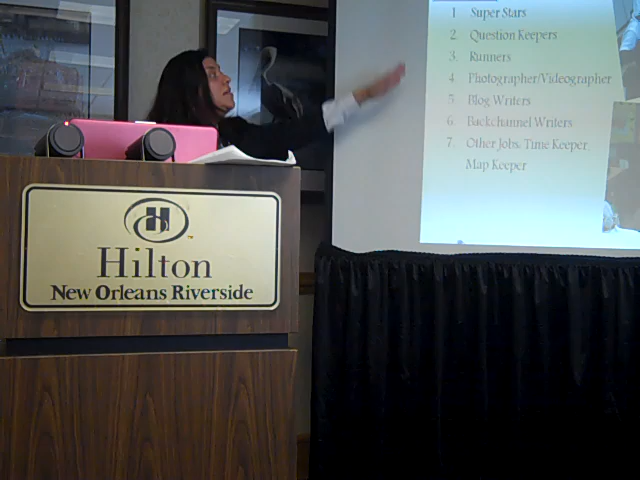 1 Super Stars
2. Question Keepers
3. Runners
4 Photographer/Videographer
5 Blog Writers
6. Backchannel Writers
7. Other Jobs, Time Keeper,
Map Keeper
H
Hilton
New Orleans Riverside